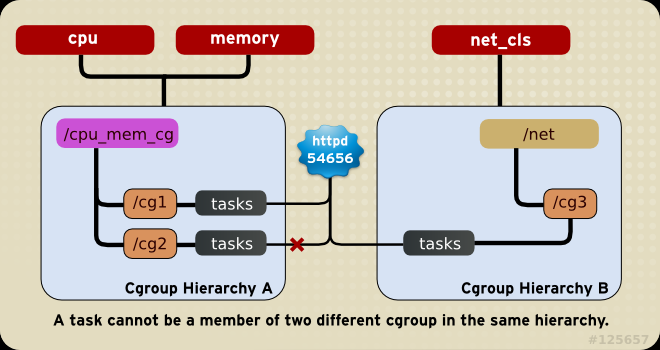 cpu
memory
net_cls
/cpu_mem_cg
httpd
54656
/net
/cg1
tasks
/cg3
/cg2
tasks
tasks
Cgroup Hierarchy A
Cgroup Hierarchy B
A task cannot be a member of two different cgroup in the same hierarchy.
#125657